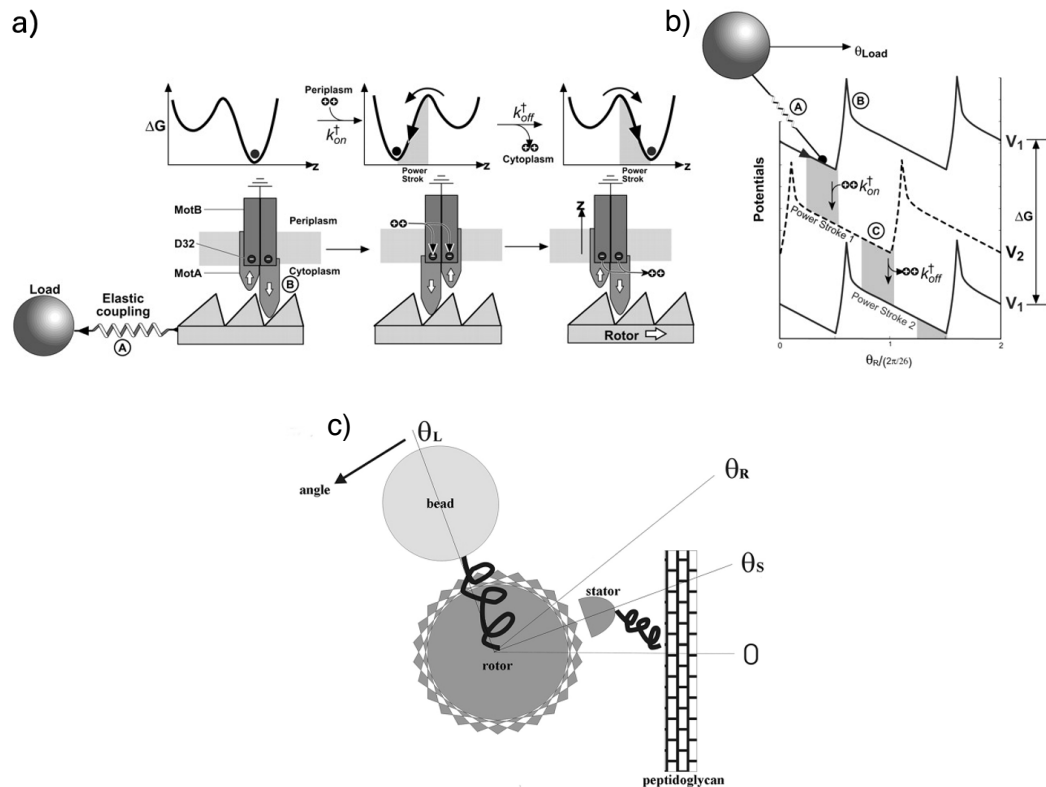 a)
Periplasm
k†on
ΔG
z
Power
Strok
k†off
Cytoplasm
z
Power
Strok
z
MotB
D32
MotA
Periplasm
Cytoplasm
B
Z
Load
Elastic
coupling
A
Rotor
b)
θLoad
A
B
V1
k†on
Potentials
Power Stroke 1
C
ΔG
V2
k†off
Power Stroke 2
V1
0
1
2
θR/(2π/26)
c)
θL
angle
bead
θR
θS
stator
rotor
0
peptidoglycan